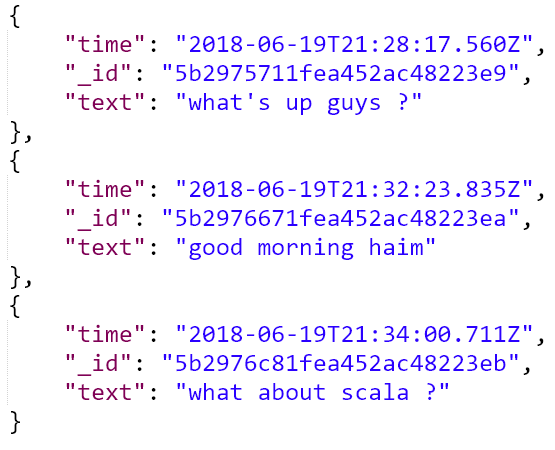 {
    "time": "2018-06-19T21:28:17.560Z",
    "_id": "5b2975711fea452ac48223e9",
    "text": "what's up guys ?"
},
{
    "time": "2018-06-19T21:32:23.835Z",
    "_id": "5b2976671fea452ac48223ea",
    "text": "good morning haim"
},
{
    "time": "2018-06-19T21:34:00.711Z",
    "_id": "5b2976c81fea452ac48223eb",
    "text": "what about scala ?"
}